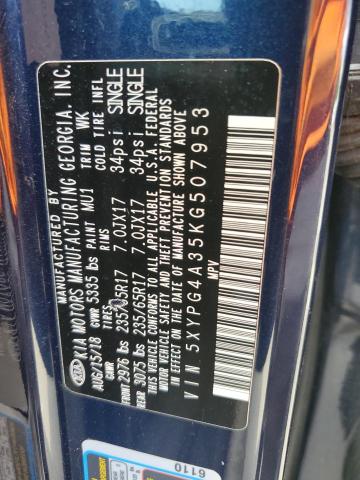 MANUFACTURED BY
KIA MOTORS MANUFACTURING GEORGIA, INC.
AUG/15/18 PAINT MU1 TRIM WK
GVWR 5335 lbs
GAWR TIRES RIMS COLD TIRE INFL
FRONT 2976 lbs 235/65R17 7.0JX17 34psi SINGLE
REAR 3075 lbs 235/65R17 7.0JX17 34psi SINGLE
THIS VEHICLE CONFORMS TO ALL APPLICABLE U.S.A. FEDERAL
MOTOR VEHICLE SAFETY AND THEFT PREVENTION STANDARDS
IN EFFECT ON THE DATE OF MANUFACTURE SHOWN ABOVE
VIN 5XYPG4A35KG507953
MPV
6110